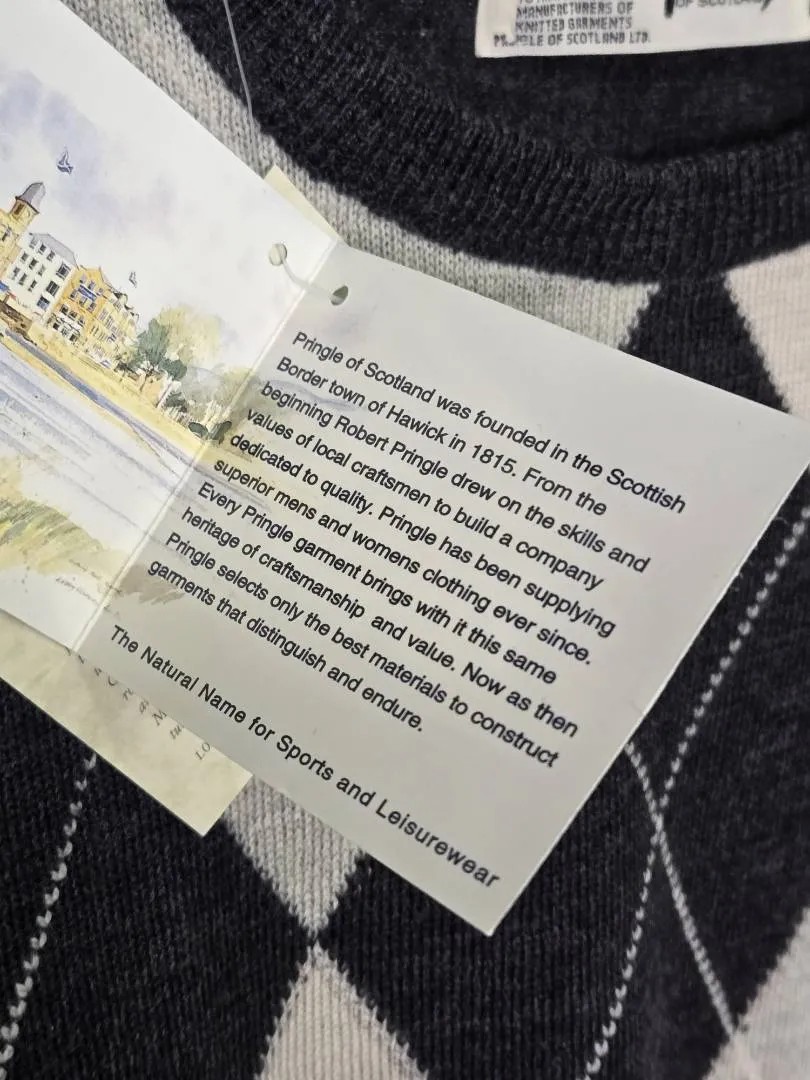 MANUFACTURERS OF
KNITTED GARMENTS
PRINGLE OF SCOTLAND LTD.
OF SCOTLAND
Pringle of Scotland was founded in the Scottish
Border town of Hawick in 1815. From the
beginning Robert Pringle drew on the skills and
values of local craftsmen to build a company
dedicated to quality. Pringle has been supplying
superior mens and womens clothing ever since.
Every Pringle garment brings with it this same
heritage of craftsmanship and value. Now as then
Pringle selects only the best materials to construct
garments that distinguish and endure.
The Natural Name for Sports and Leisurewear